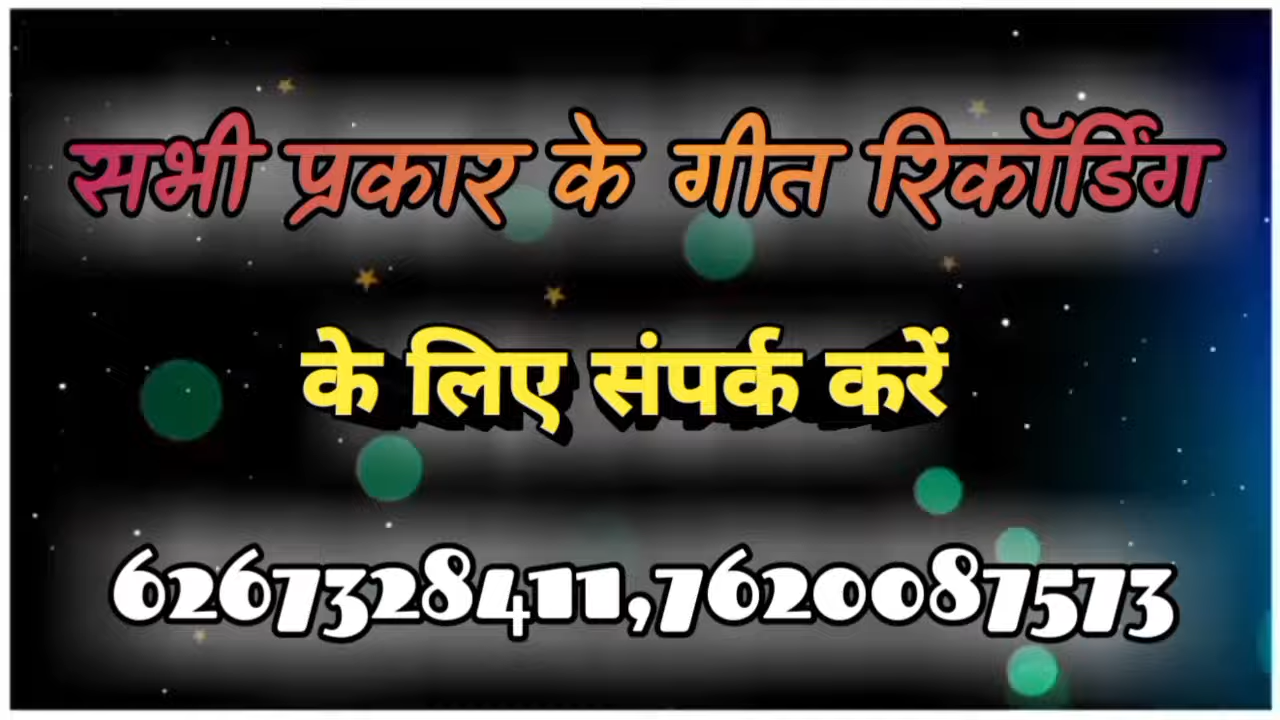 सभी प्रकार के गीत रिकॉर्डिग
के लिए संपर्क करें
6267328411,7620087573